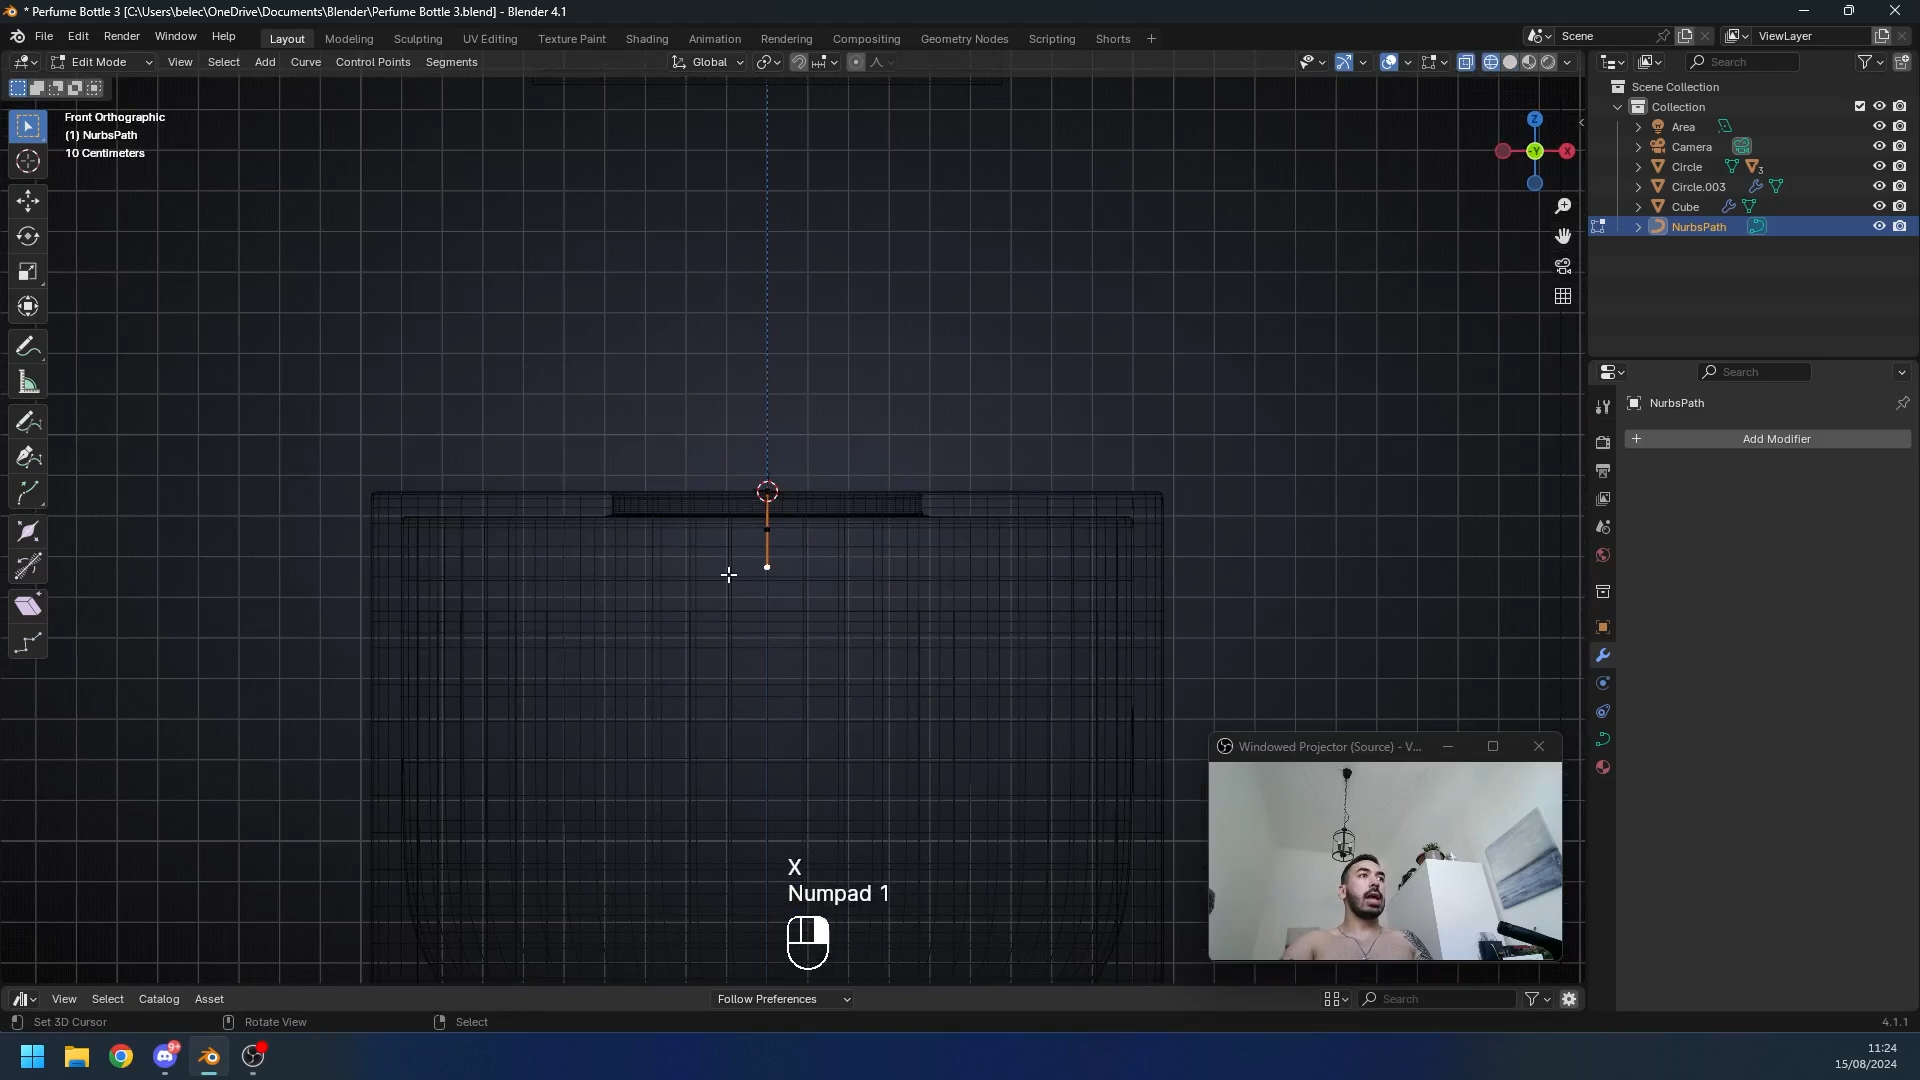 * Perfume Bottle 3 [C:\Users\belec\OneDrive\Documents\Blender\Perfume Bottle 3.blend] - Blender 4.1
File Edit Render Window Help
Layout Modeling Sculpting UV Editing Texture Paint Shading Animation Rendering Compositing Geometry Nodes Scripting Shorts +
Scene
ViewLayer
Edit Mode View Select Add Curve Control Points Segments
Global
Search
Front Orthographic
(1) NurbsPath
10 Centimeters
Z
X
-Y
Scene Collection
Collection
Area
Camera
Circle
3
Circle.003
Cube
NurbsPath
Search
NurbsPath
+ Add Modifier
X
Numpad 1
Windowed Projector (Source) - V...
View Select Catalog Asset
Follow Preferences
Search
Set 3D Cursor
Rotate View
Select
4.1.1
9+
11:24
15/08/2024